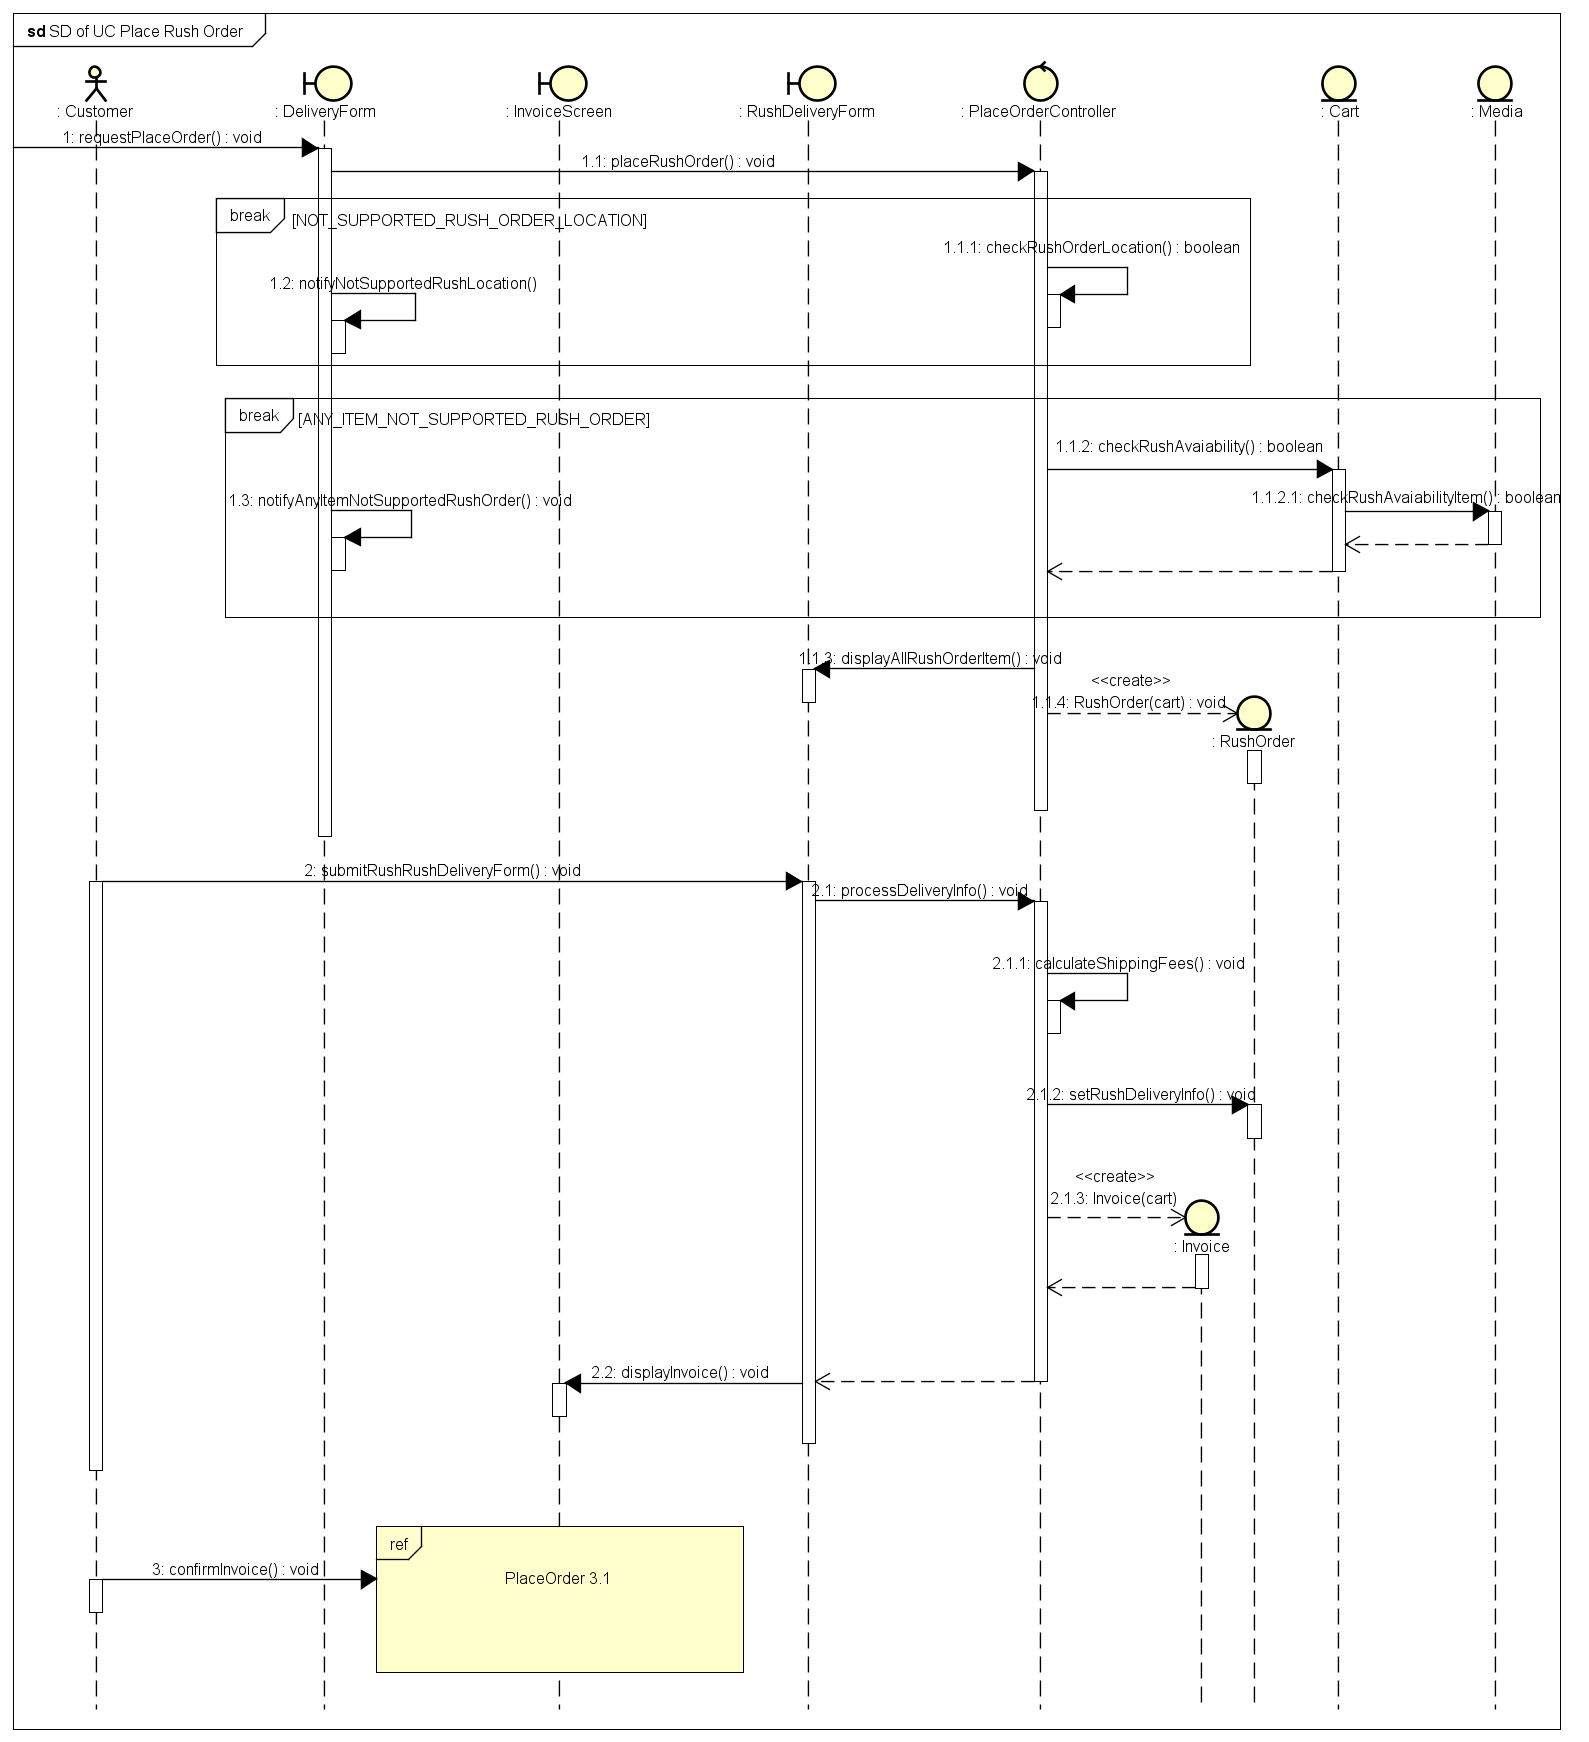 sd SD of UC Place Rush Order
: Customer
: DeliveryForm
: InvoiceScreen
: RushDeliveryForm
: PlaceOrderController
: Cart
: Media
1: requestPlaceOrder() : void
1.1: placeRushOrder() : void
break
[NOT_SUPPORTED_RUSH_ORDER_LOCATION]
1.1.1: checkRushOrderLocation() : boolean
1.2: notifyNotSupportedRushLocation()
break
[ANY_ITEM_NOT_SUPPORTED_RUSH_ORDER]
1.1.2: checkRushAvaiability() : boolean
1.3: notifyAnyItemNotSupportedRushOrder() : void
1.1.2.1: checkRushAvaiabilityItem() : boolean
1.1.3: displayAllRushOrderItem() : void
<<create>>
1.1.4: RushOrder(cart) : void
: RushOrder
2: submitRushRushDeliveryForm() : void
2.1: processDeliveryInfo() : void
2.1.1: calculateShippingFees() : void
2.1.2: setRushDeliveryInfo() : void
<<create>>
2.1.3: Invoice(cart)
: Invoice
2.2: displayInvoice() : void
ref
3: confirmInvoice() : void
PlaceOrder 3.1